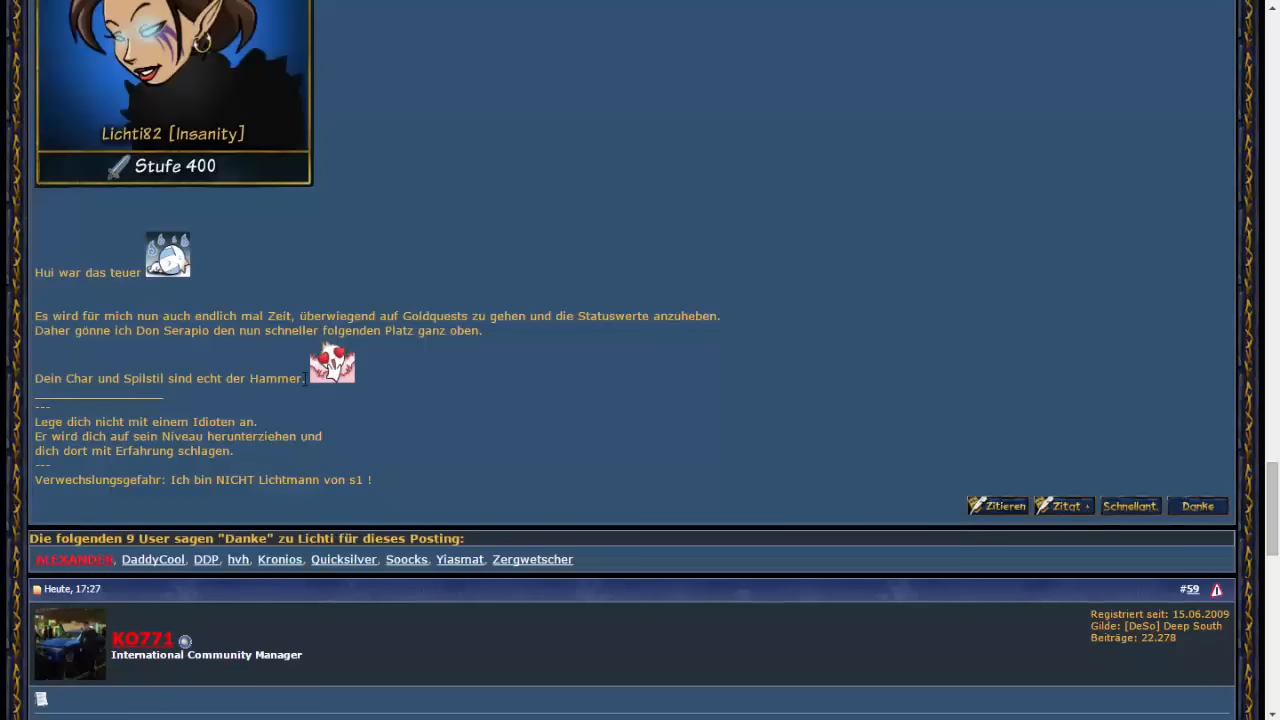 Lichti82 [Insanity]
Stufe 400
Hui war das teuer
Es wird für mich nun auch endlich mal Zeit, überwiegend auf Goldquests zu gehen und die Statuswerte anzuheben.
Daher gönne ich Don Serapio den nun schneller folgenden Platz ganz oben.
Dein Char und Spilstil sind echt der Hammer.
---
Lege dich nicht mit einem Idioten an.
Er wird dich auf sein Niveau herunterziehen und
dich dort mit Erfahrung schlagen.
---
Verwechslungsgefahr: Ich bin NICHT Lichtmann von s1 !
Zitieren Zitat + Schnellant. Danke
Die folgenden 9 User sagen "Danke" zu Lichti für dieses Posting:
ALEXANDER, DaddyCool, DDP, hvh, Kronios, Quicksilver, Soocks, Yiasmat, Zergwetscher
Heute, 17:27 #59
KO771
International Community Manager
Registriert seit: 15.06.2009
Gilde: [DeSo] Deep South
Beiträge: 22.278